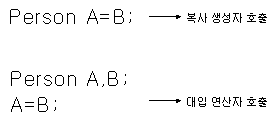 Person A=B; 복사 생성자 호출
Person A,B;
A=B; 대입 연산자 호출